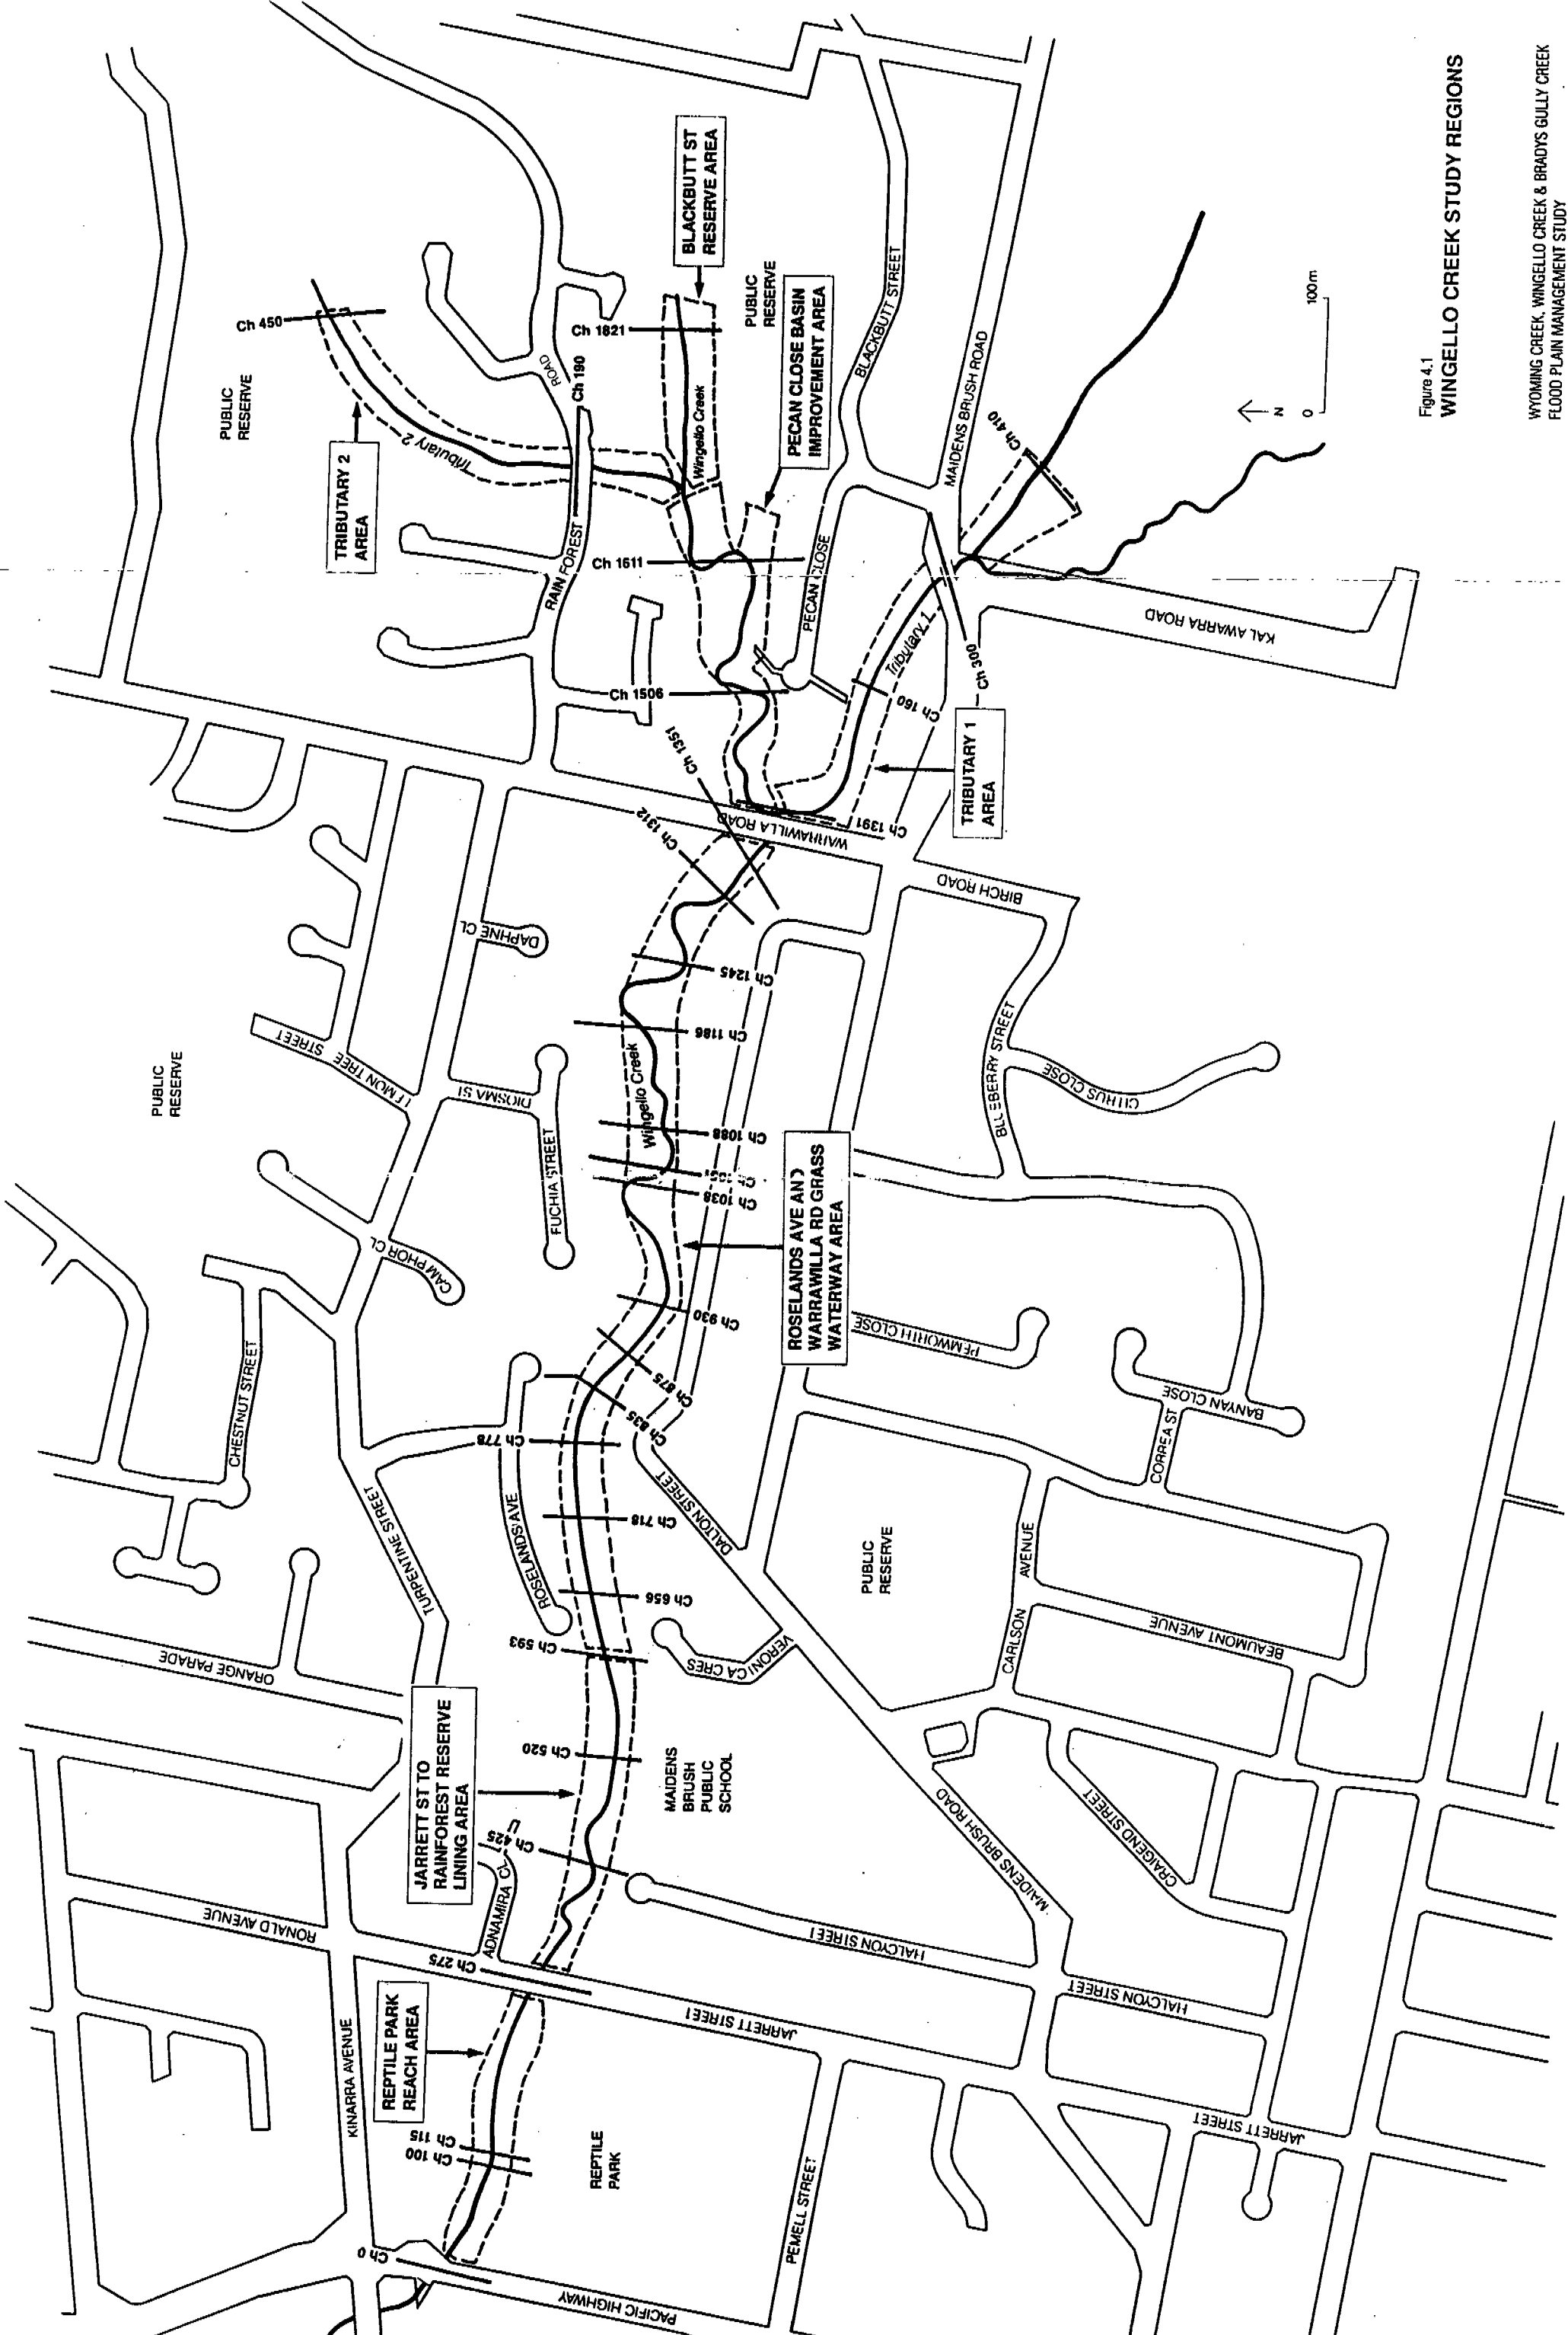 Ch 450
PUBLIC
RESERVE
TRIBUTARY 2
AREA
Tributary 2
RAIN FOREST
ROAD
Ch 190
Ch 1821
BLACKBUTT ST
RESERVE AREA
Wingello Creek
PUBLIC
RESERVE
PECAN CLOSE BASIN
IMPROVEMENT AREA
BLACKBUTT STREET
MAIDENS BRUSH ROAD
Ch 410
Ch 1611
PECAN CLOSE
Ch 1506
Tributary 1
Ch 160
Ch 300
TRIBUTARY 1
AREA
KALAWARRA ROAD
Ch 1351
Ch 1312
WARRAWILLA ROAD
Ch 1391
BIRCH ROAD
N
0
100m
Figure 4.1
WINGELLO CREEK STUDY REGIONS
WYOMING CREEK, WINGELLO CREEK & BRADYS GULLY CREEK
FLOOD PLAIN MANAGEMENT STUDY
PUBLIC
RESERVE
LEMON TREE STREET
DAPHNE CL
DIOSMA ST
FUCHIA STREET
CAMPHOR CL
CHESTNUT STREET
TURPENTINE STREET
Ch 1245
Ch 1186
Wingello Creek
Ch 1088
Ch 1038
Ch 930
Ch 875
Ch 835
Ch 778
Ch 718
Ch 656
Ch 593
ROSELANDS AVE AND
WARRAWILLA RD GRASS
WATERWAY AREA
BLUEBERRY STREET
CITRUS CLOSE
PEMWORTH CLOSE
BANYAN CLOSE
CORREA ST
ROSELANDS AVE
DALTON STREET
VERONICA CRES
PUBLIC
RESERVE
CARLSON AVENUE
BEAUMONT AVENUE
ORANGE PARADE
JARRETT ST TO
RAINFOREST RESERVE
LINING AREA
Ch 520
Ch 425
MAIDENS
BRUSH
PUBLIC
SCHOOL
MAIDENS BRUSH ROAD
CRAIGEND STREET
RONALD AVENUE
ADNAMIRA CL
Ch 275
HALCYON STREET
HALCYON STREET
JARRETT STREET
JARRETT STREET
KINARRA AVENUE
REPTILE PARK
REACH AREA
Ch 115
Ch 100
REPTILE
PARK
Ch 0
PEMELL STREET
PACIFIC HIGHWAY